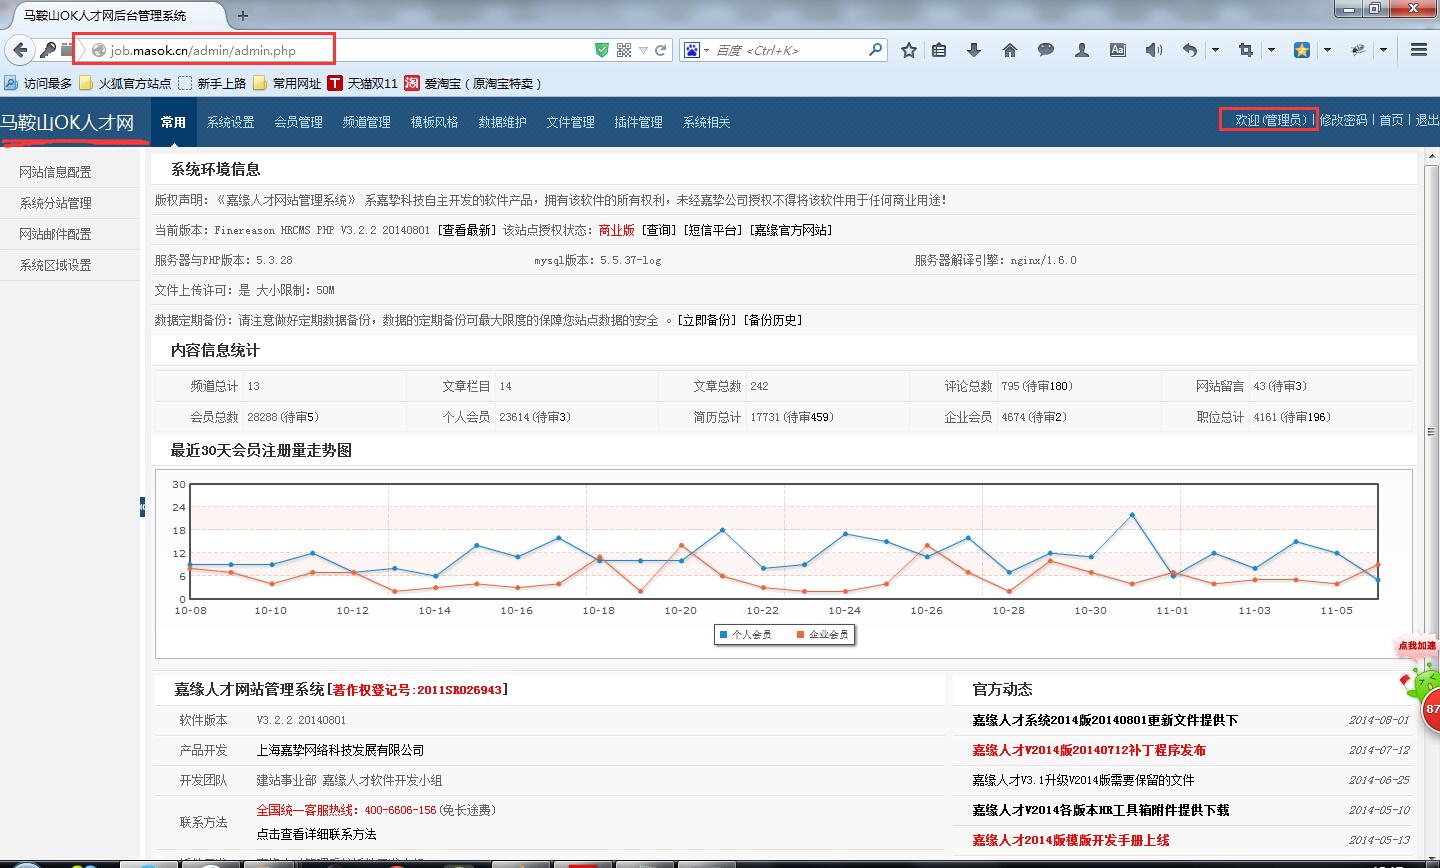 马鞍山OK人才网后台管理系统
job.masok.cn/admin/admin.php
百度 <Ctrl+K>
访问最多 火狐官方站点 新手上路 常用网址 天猫双11 爱淘宝（原淘宝特卖）
马鞍山OK人才网 常用 系统设置 会员管理 频道管理 模板风格 数据维护 文件管理 插件管理 系统相关 欢迎(管理员) | 修改密码 | 首页 | 退出
网站信息配置
系统分站管理
网站邮件配置
系统区域设置
系统环境信息
版权声明：《嘉缘人才网站管理系统》 系嘉挚科技自主开发的软件产品，拥有该软件的所有权利，未经嘉挚公司授权不得将该软件用于任何商业用途！
当前版本：Finereason HRCMS PHP V3.2.2 20140801 [查看最新] 该站点授权状态：商业版 [查询] [短信平台] [嘉缘官方网站]
服务器与PHP版本：5.3.28 mysql版本：5.5.37-log 服务器解译引擎：nginx/1.6.0
文件上传许可：是 大小限制：50M
数据定期备份：请注意做好定期数据备份，数据的定期备份可最大限度的保障您站点数据的安全 。[立即备份] [备份历史]
内容信息统计
频道总计 13 文章栏目 14 文章总数 242 评论总数 795(待审180) 网站留言 43(待审3)
会员总数 28288(待审5) 个人会员 23614(待审3) 简历总计 17731(待审459) 企业会员 4674(待审2) 职位总计 4161(待审196)
最近30天会员注册量走势图
30
24
18
12
6
0
10-08 10-10 10-12 10-14 10-16 10-18 10-20 10-22 10-24 10-26 10-28 10-30 11-01 11-03 11-05
个人会员 企业会员
点我加速
87
嘉缘人才网站管理系统[著作权登记号:2011SR026943]
软件版本 V3.2.2 20140801
产品开发 上海嘉挚网络科技发展有限公司
开发团队 建站事业部 嘉缘人才软件开发小组
联系方法 全国统一客服热线：400-6606-156(免长途费)
点击查看详细联系方法
官方动态
嘉缘人才系统2014版20140801更新文件提供下 2014-08-01
嘉缘人才V2014版20140712补丁程序发布 2014-07-12
嘉缘人才V3.1升级V2014版需要保留的文件 2014-06-25
嘉缘人才V2014各版本HR工具箱附件提供下载 2014-05-10
嘉缘人才2014版模版开发手册上线 2014-05-13